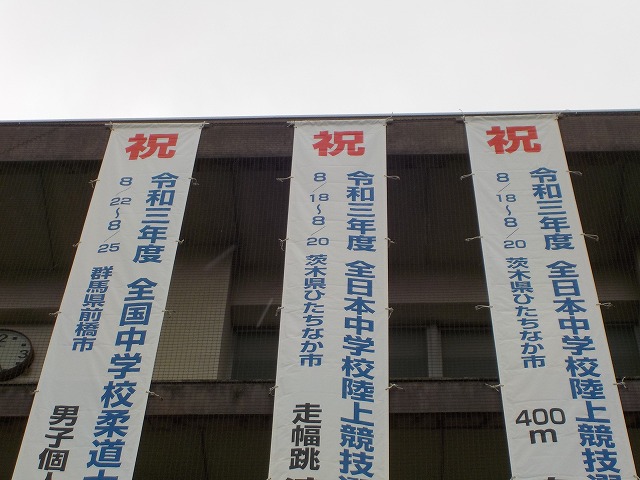 祝
令和三年度 全国中学校柔道大
8/22〜8/25 群馬県前橋市
男子個人
祝
令和三年度 全日本中学校陸上競技選
8/18〜8/20 茨木県ひたちなか市
走幅跳
祝
令和三年度 全日本中学校陸上競技選
8/18〜8/20 茨木県ひたちなか市
400m